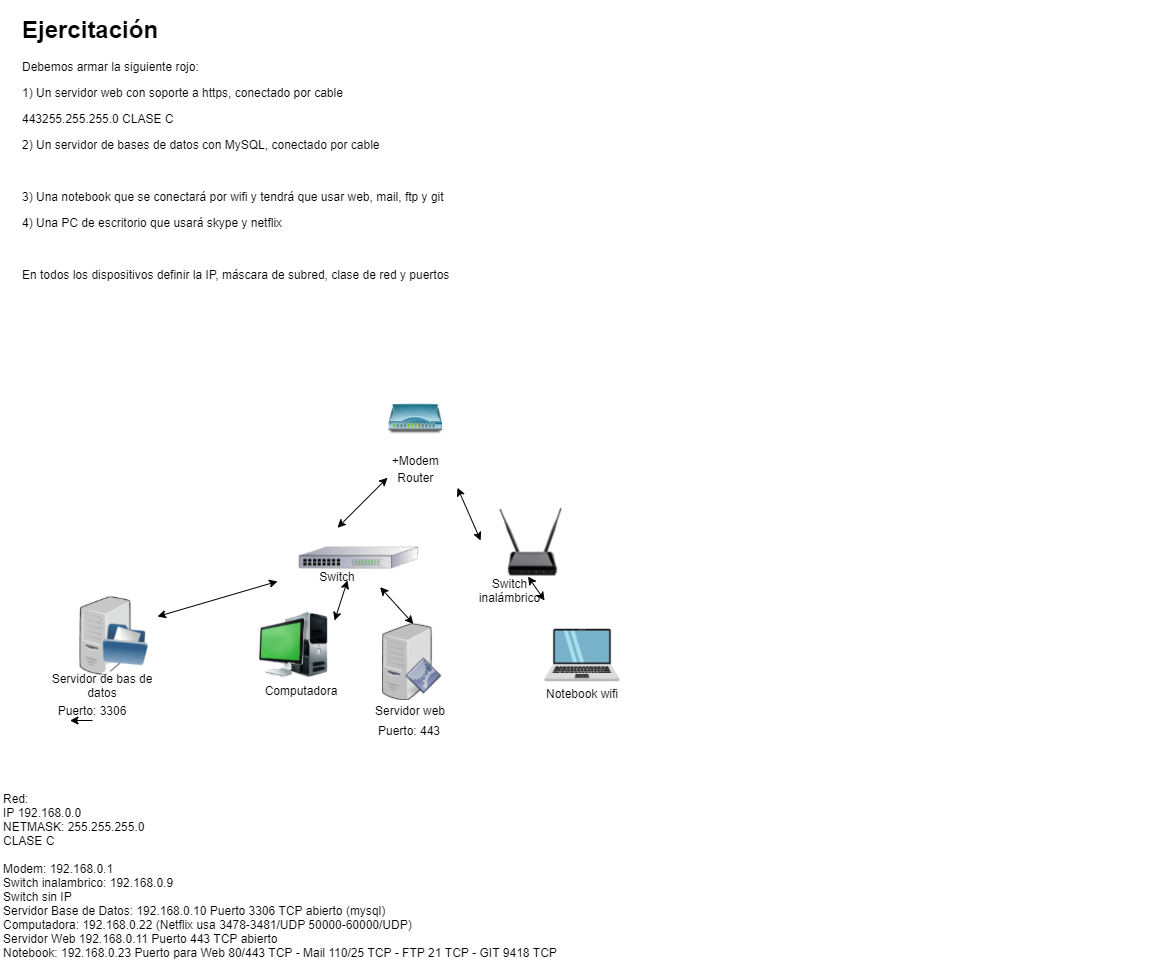 Ejercitación
Debemos armar la siguiente rojo:
1) Un servidor web con soporte a https, conectado por cable
443255.255.255.0 CLASE C
2) Un servidor de bases de datos con MySQL, conectado por cable
3) Una notebook que se conectará por wifi y tendrá que usar web, mail, ftp y git
4) Una PC de escritorio que usará skype y netflix
En todos los dispositivos definir la IP, máscara de subred, clase de red y puertos
+Modem
Router
Switch
Switch
inalámbrico
Servidor de bas de
datos
Puerto: 3306
Computadora
Servidor web
Puerto: 443
Notebook wifi
Red:
IP 192.168.0.0
NETMASK: 255.255.255.0
CLASE C
Modem: 192.168.0.1
Switch inalambrico: 192.168.0.9
Switch sin IP
Servidor Base de Datos: 192.168.0.10 Puerto 3306 TCP abierto (mysql)
Computadora: 192.168.0.22 (Netflix usa 3478-3481/UDP 50000-60000/UDP)
Servidor Web 192.168.0.11 Puerto 443 TCP abierto
Notebook: 192.168.0.23 Puerto para Web 80/443 TCP - Mail 110/25 TCP - FTP 21 TCP - GIT 9418 TCP